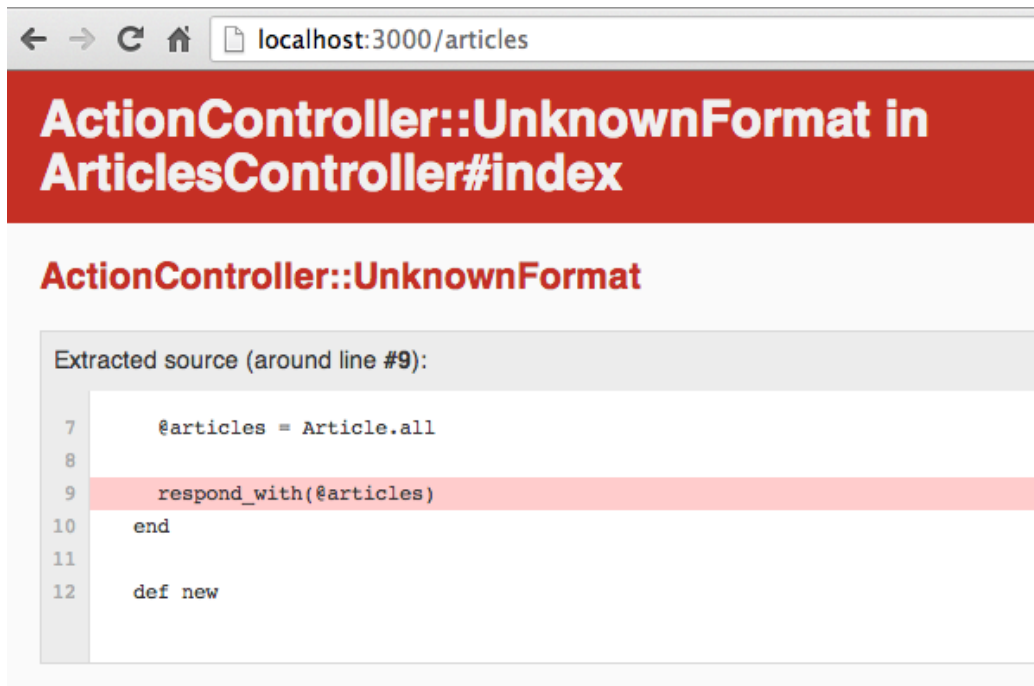 localhost:3000/articles
ActionController::UnknownFormat in
ArticlesController#index
ActionController::UnknownFormat
Extracted source (around line #9):
7 @articles = Article.all
8
9 respond_with(@articles)
10 end
11
12 def new